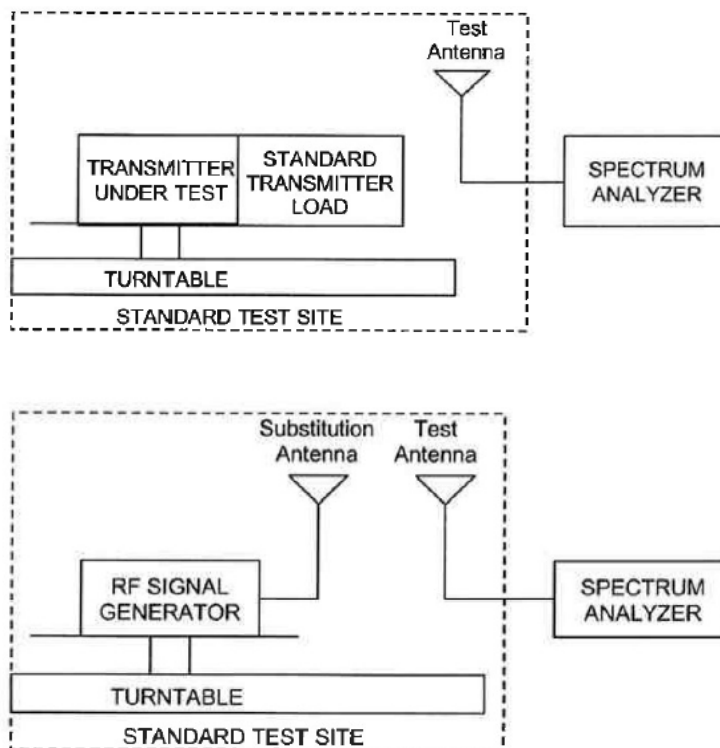 Test
Antenna
TRANSMITTER
UNDER TEST
STANDARD
TRANSMITTER
LOAD
SPECTRUM
ANALYZER
TURNTABLE
STANDARD TEST SITE
Substitution
Antenna
Test
Antenna
RF SIGNAL
GENERATOR
SPECTRUM
ANALYZER
TURNTABLE
STANDARD TEST SITE